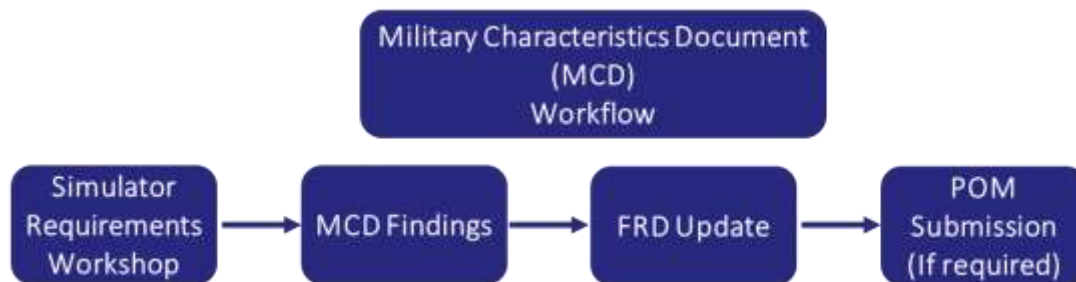 Military Characteristics Document
(MCD)
Workflow
Simulator
Requirements
Workshop
MCD Findings
FRD Update
POM
Submission
(If required)